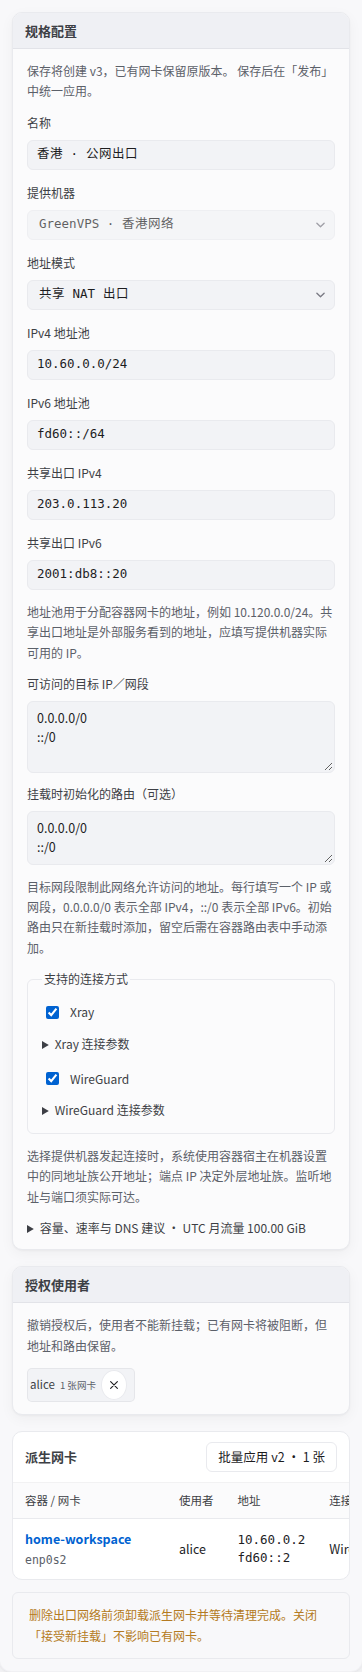 规格配置
保存将创建 v3，已有网卡保留原版本。 保存后在「发布」
中统一应用。
名称
香港 · 公网出口
提供机器
GreenVPS · 香港网络
地址模式
共享 NAT 出口
IPv4 地址池
10.60.0.0/24
IPv6 地址池
fd60::/64
共享出口 IPv4
203.0.113.20
共享出口 IPv6
2001:db8::20
地址池用于分配容器网卡的地址，例如 10.120.0.0/24。共
享出口地址是外部服务看到的地址，应填写提供机器实际
可用的 IP。
可访问的目标 IP／网段
0.0.0.0/0
::/0
挂载时初始化的路由（可选）
0.0.0.0/0
::/0
目标网段限制此网络允许访问的地址。每行填写一个 IP 或
网段，0.0.0.0/0 表示全部 IPv4，::/0 表示全部 IPv6。初始
路由只在新挂载时添加，留空后需在容器路由表中手动添
加。
支持的连接方式
Xray
Xray 连接参数
WireGuard
WireGuard 连接参数
选择提供机器发起连接时，系统使用容器宿主在机器设置
中的同地址族公开地址；端点 IP 决定外层地址族。监听地
址与端口须实际可达。
容量、速率与 DNS 建议 · UTC 月流量 100.00 GiB
授权使用者
撤销授权后，使用者不能新挂载；已有网卡将被阻断，但
地址和路由保留。
alice 1 张网卡
派生网卡 批量应用 v2 · 1 张
容器 / 网卡 使用者 地址 连接
home-workspace alice 10.60.0.2 Wir
enp0s2 fd60::2
删除出口网络前须卸载派生网卡并等待清理完成。关闭
「接受新挂载」不影响已有网卡。